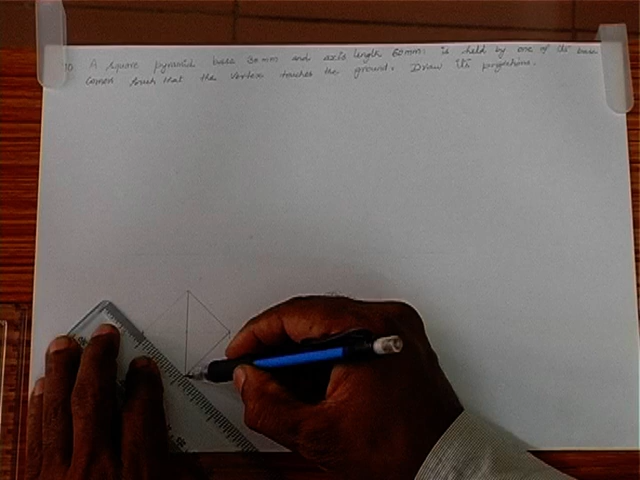 10. A square pyramid base 30mm and axis length 60mm: is held by one of its base
corners such that the vertex touches the ground. Draw its projections.